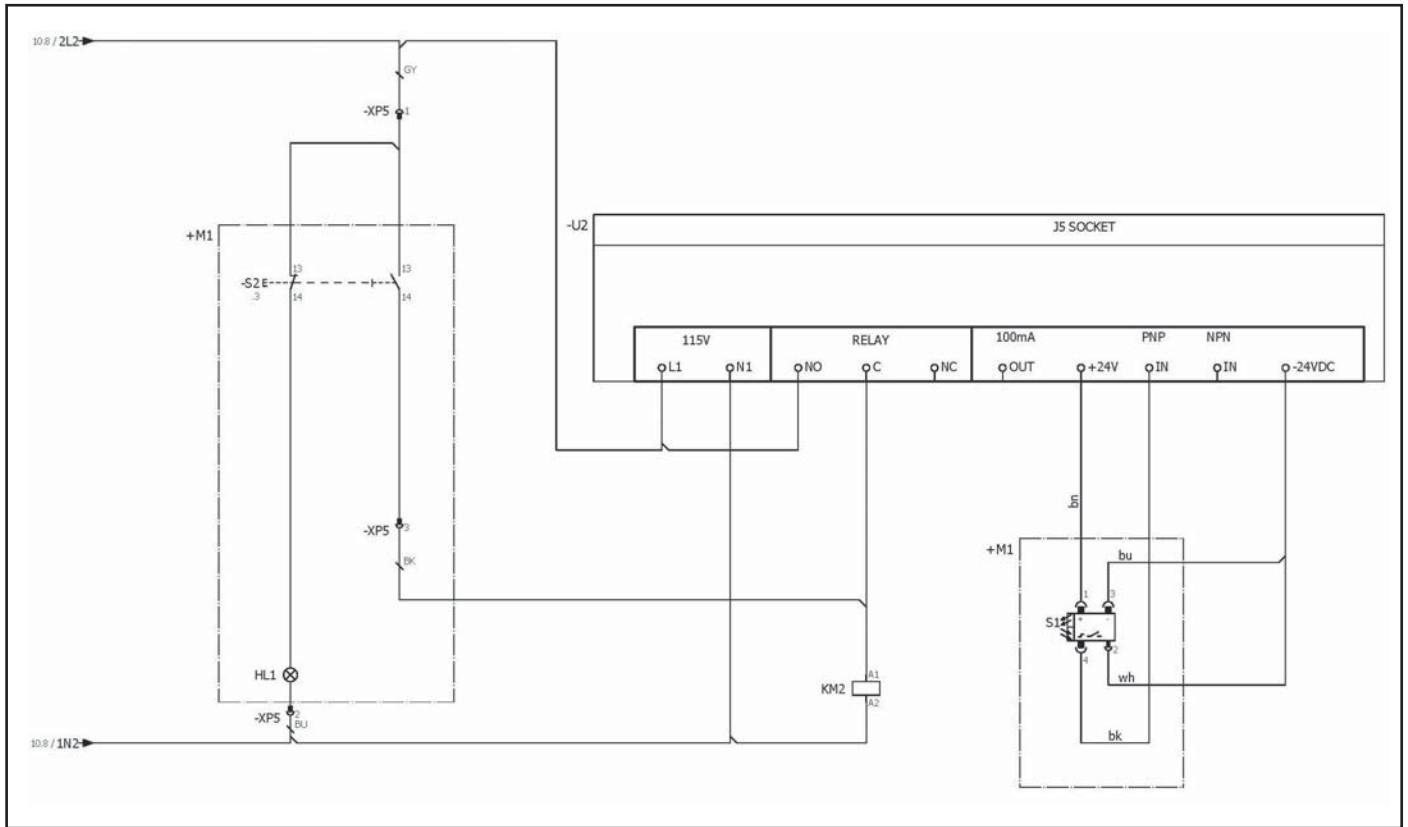 10.8 / 2L2
GY
-XP5 1
+M1
-U2
J5 SOCKET
13 13
-S2 E
.3 14 14
115V RELAY 100mA PNP NPN
L1 N1 NO C NC OUT +24V IN IN -24VDC
bn
-XP5 3
BK
+M1
bu
1 3
S1 + -
4 2
HL1
wh
A1
KM2
A2
-XP5 2
BU
bk
10.8 / 1N2